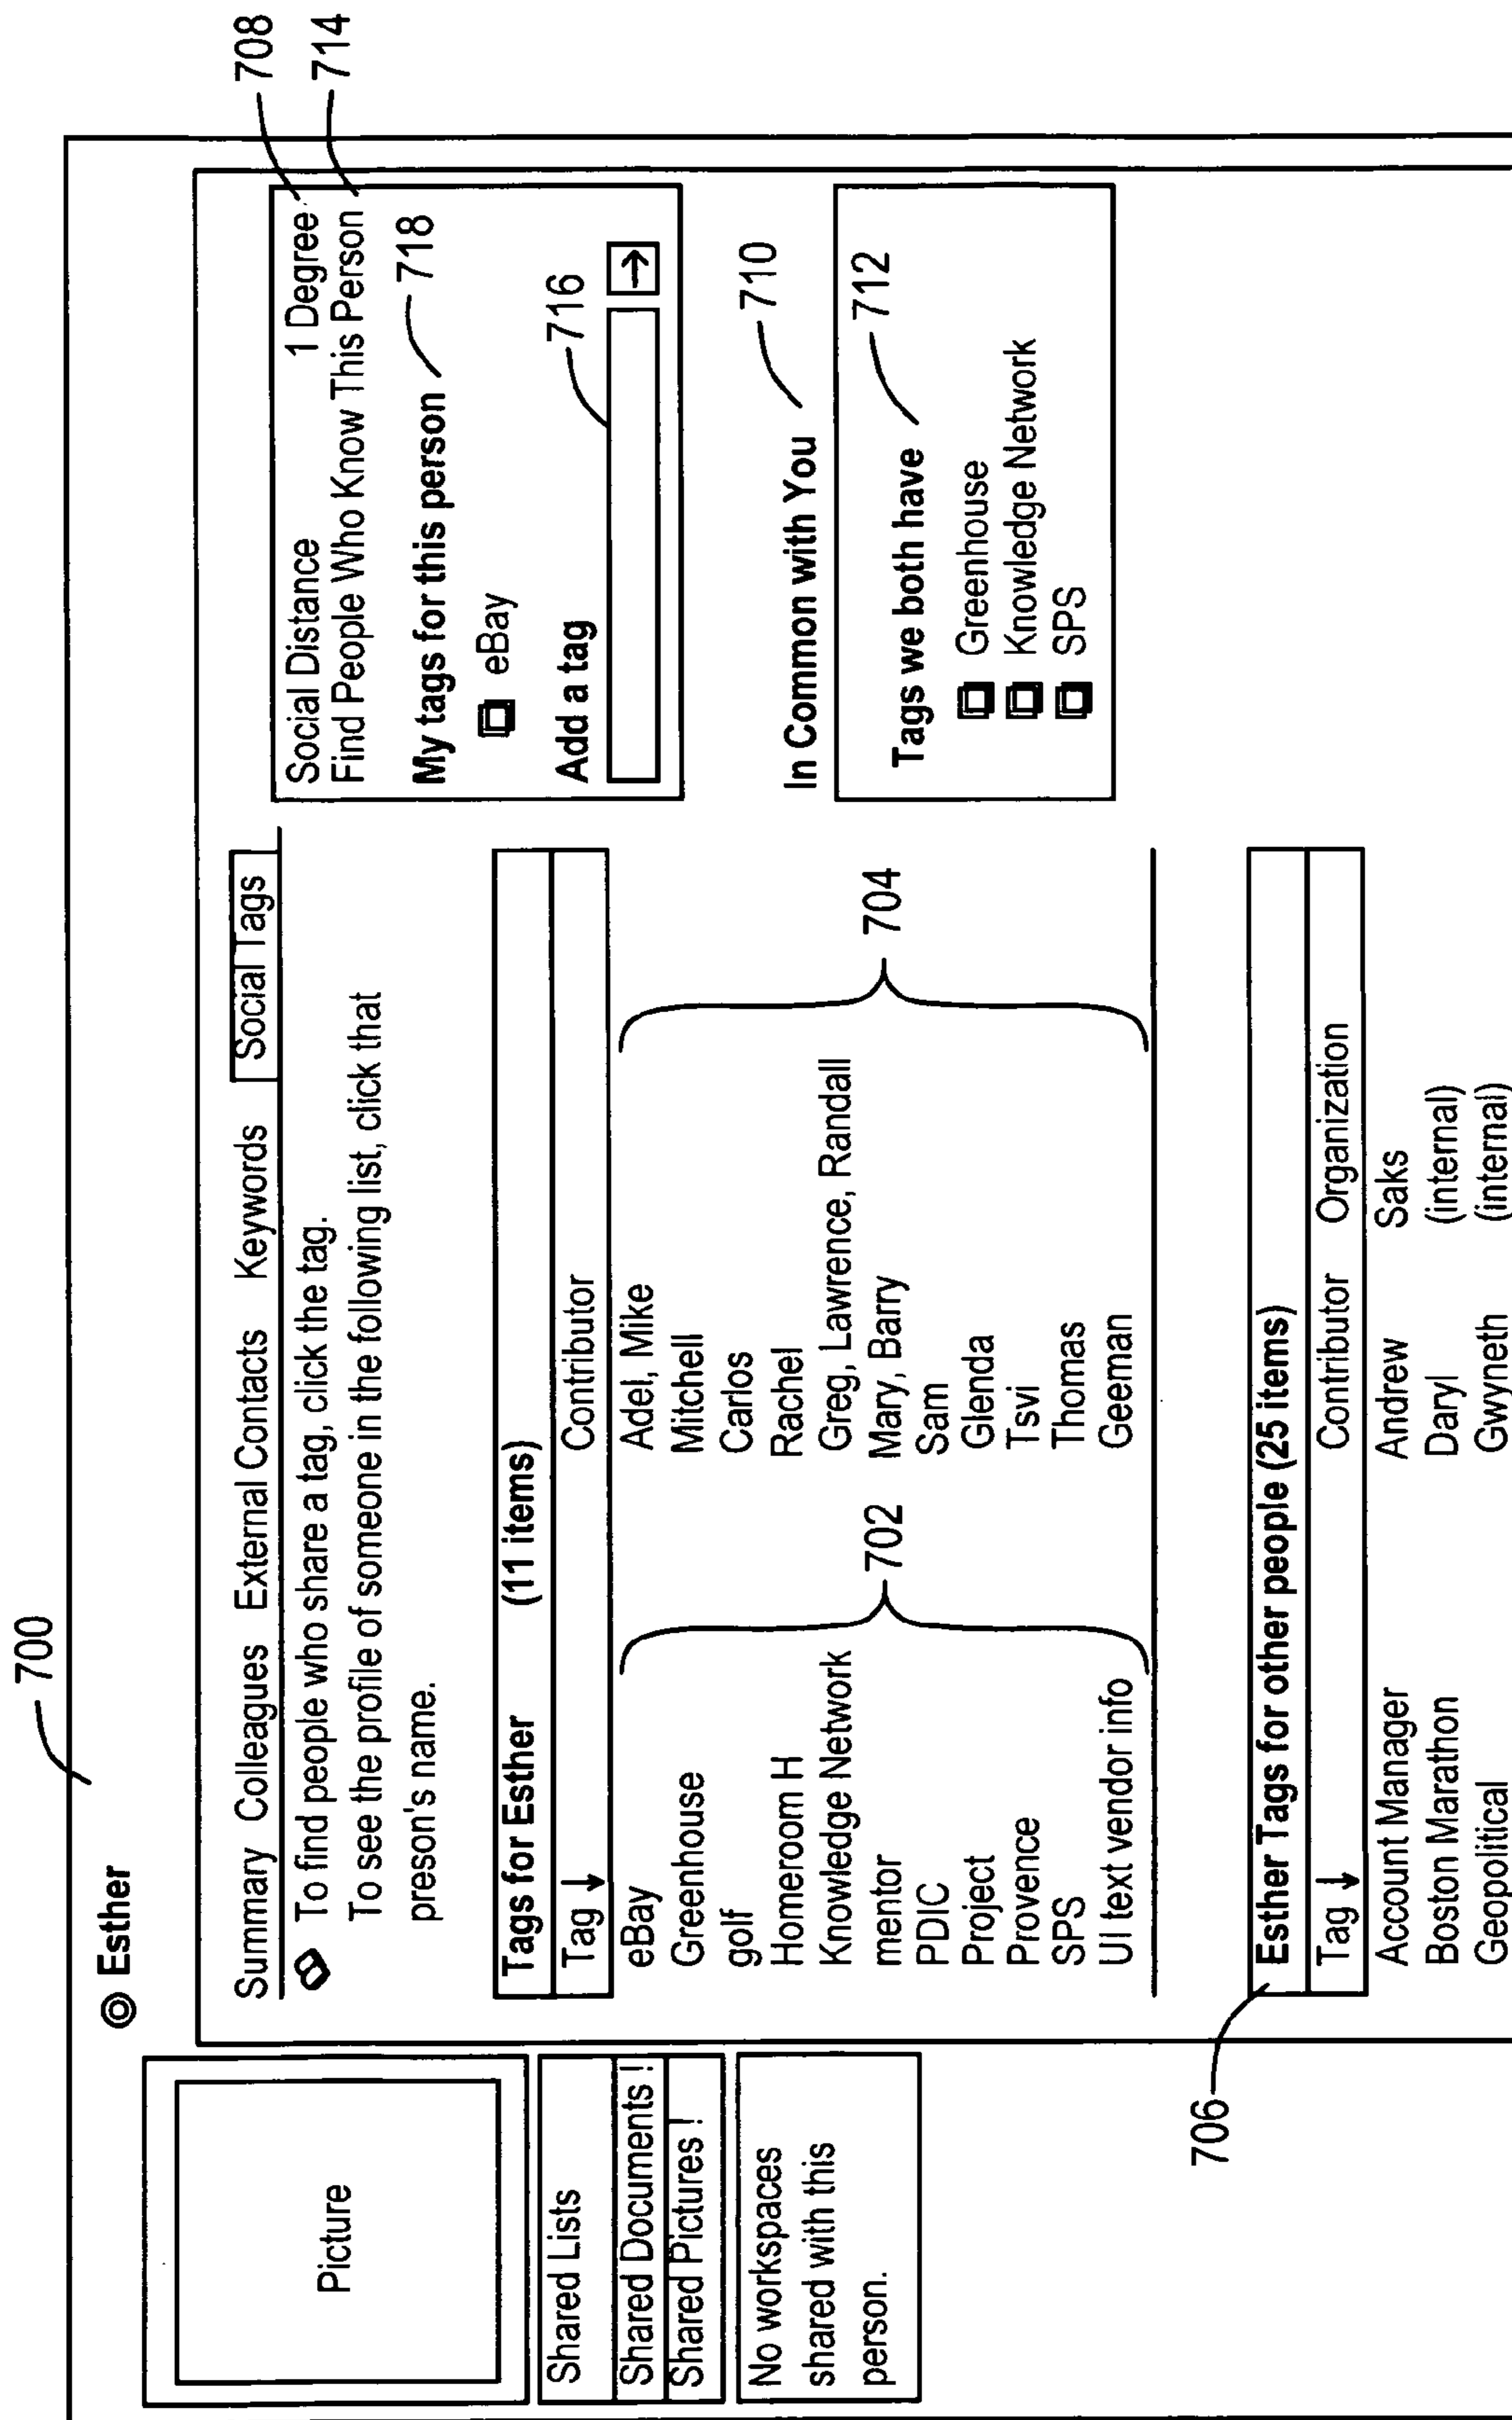 700
Esther
Picture
Shared Lists
Shared Documents !
Shared Pictures !
No workspaces
shared with this
person.
Summary Colleagues External Contacts Keywords Social Tags
To find people who share a tag, click the tag.
To see the profile of someone in the following list, click that
preson's name.
Tags for Esther (11 items)
Tag ↓ Contributor
eBay Adel, Mike
Greenhouse Mitchell
golf Carlos
Homeroom H Rachel
Knowledge Network Greg, Lawrence, Randall
mentor Mary, Barry
PDIC Sam
Project Glenda
Provence Tsvi
SPS Thomas
UI text vendor info Geeman
702
704
706
Esther Tags for other people (25 items)
Tag ↓ Contributor Organization
Account Manager Andrew Saks
Boston Marathon Daryl (internal)
Geopolitical Gwyneth (internal)
Social Distance 1 Degree
708
Find People Who Know This Person
714
My tags for this person
718
eBay
Add a tag
716
→
In Common with You
710
Tags we both have
712
Greenhouse
Knowledge Network
SPS